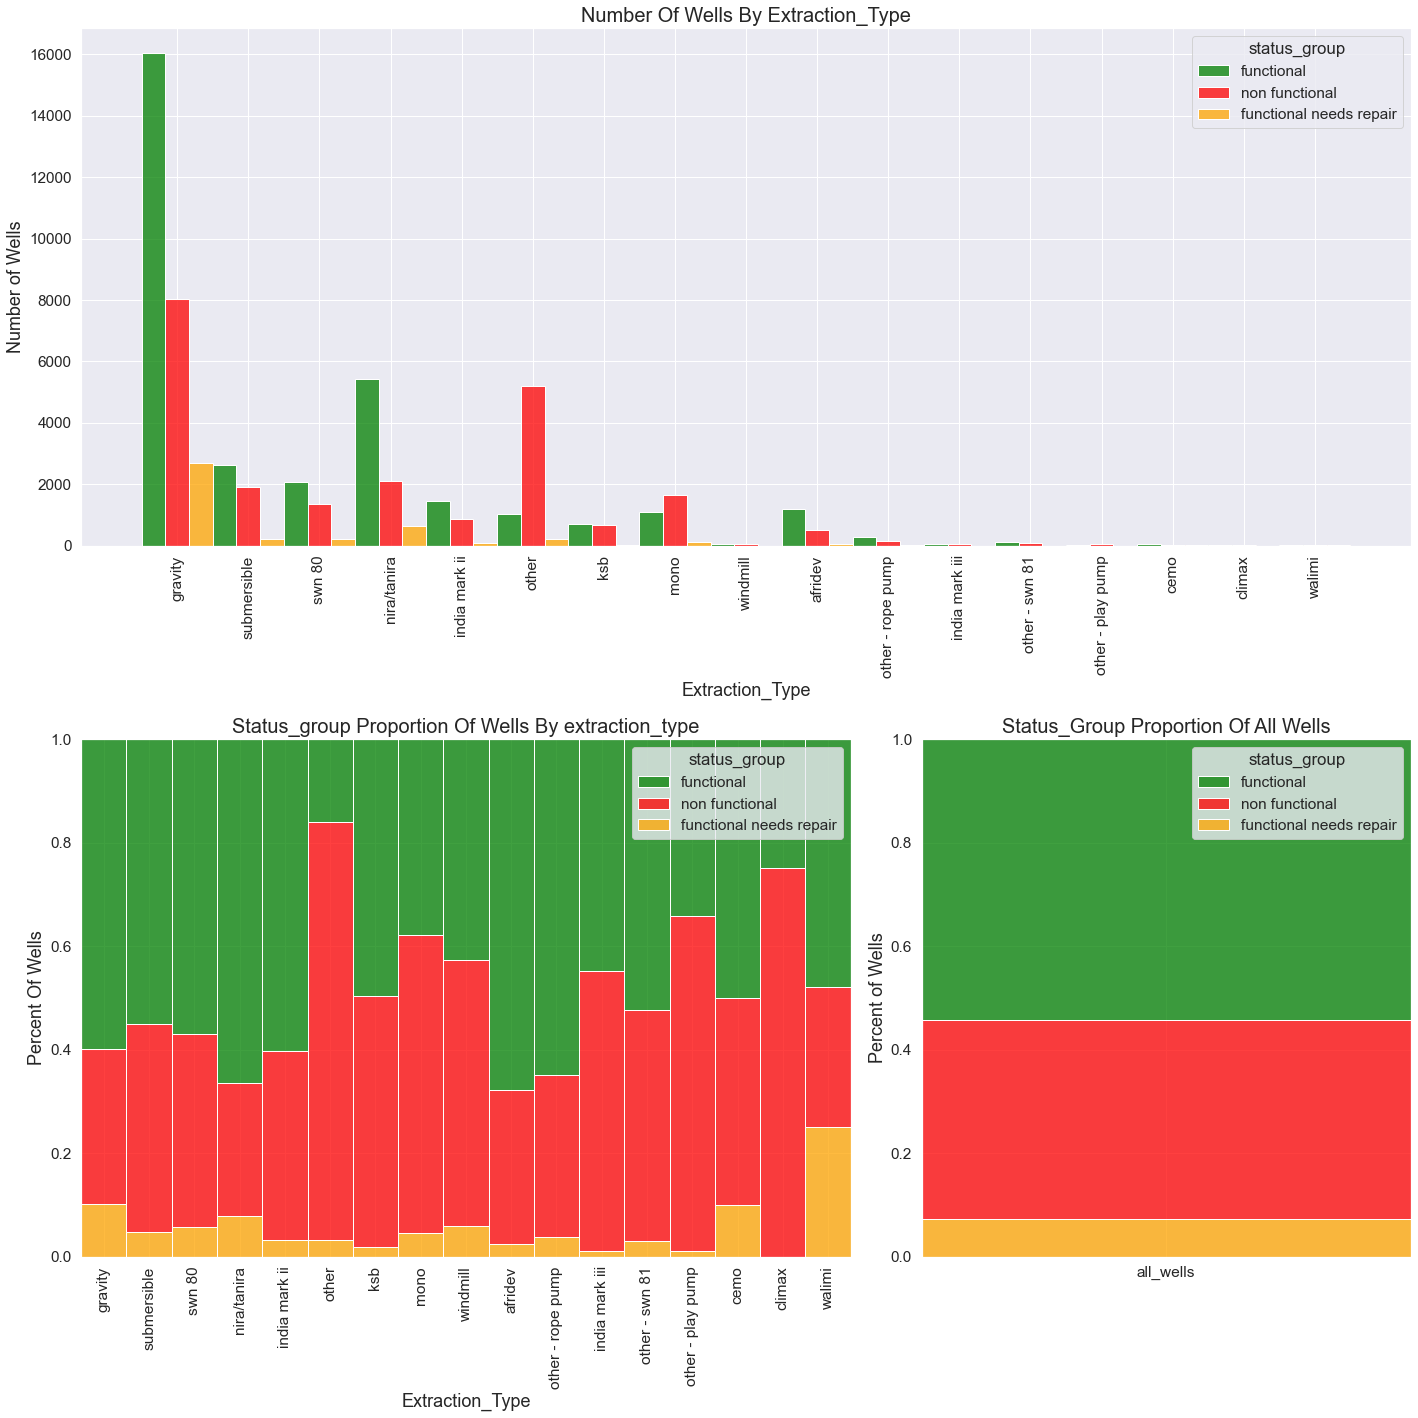 Number Of Wells By Extraction_Type
status_group
functional
non functional
functional needs repair
Number of Wells
16000
14000
12000
10000
8000
6000
4000
2000
0
gravity
submersible
swn 80
nira/tanira
india mark ii
other
ksb
mono
windmill
afridev
other - rope pump
india mark iii
other - swn 81
other - play pump
cemo
climax
walimi
Extraction_Type
Status_group Proportion Of Wells By extraction_type
status_group
functional
non functional
functional needs repair
Percent Of Wells
1.0
0.8
0.6
0.4
0.2
0.0
gravity
submersible
swn 80
nira/tanira
india mark ii
other
ksb
mono
windmill
afridev
other - rope pump
india mark iii
other - swn 81
other - play pump
cemo
climax
walimi
Extraction_Type
Status_Group Proportion Of All Wells
status_group
functional
non functional
functional needs repair
Percent of Wells
1.0
0.8
0.6
0.4
0.2
0.0
all_wells